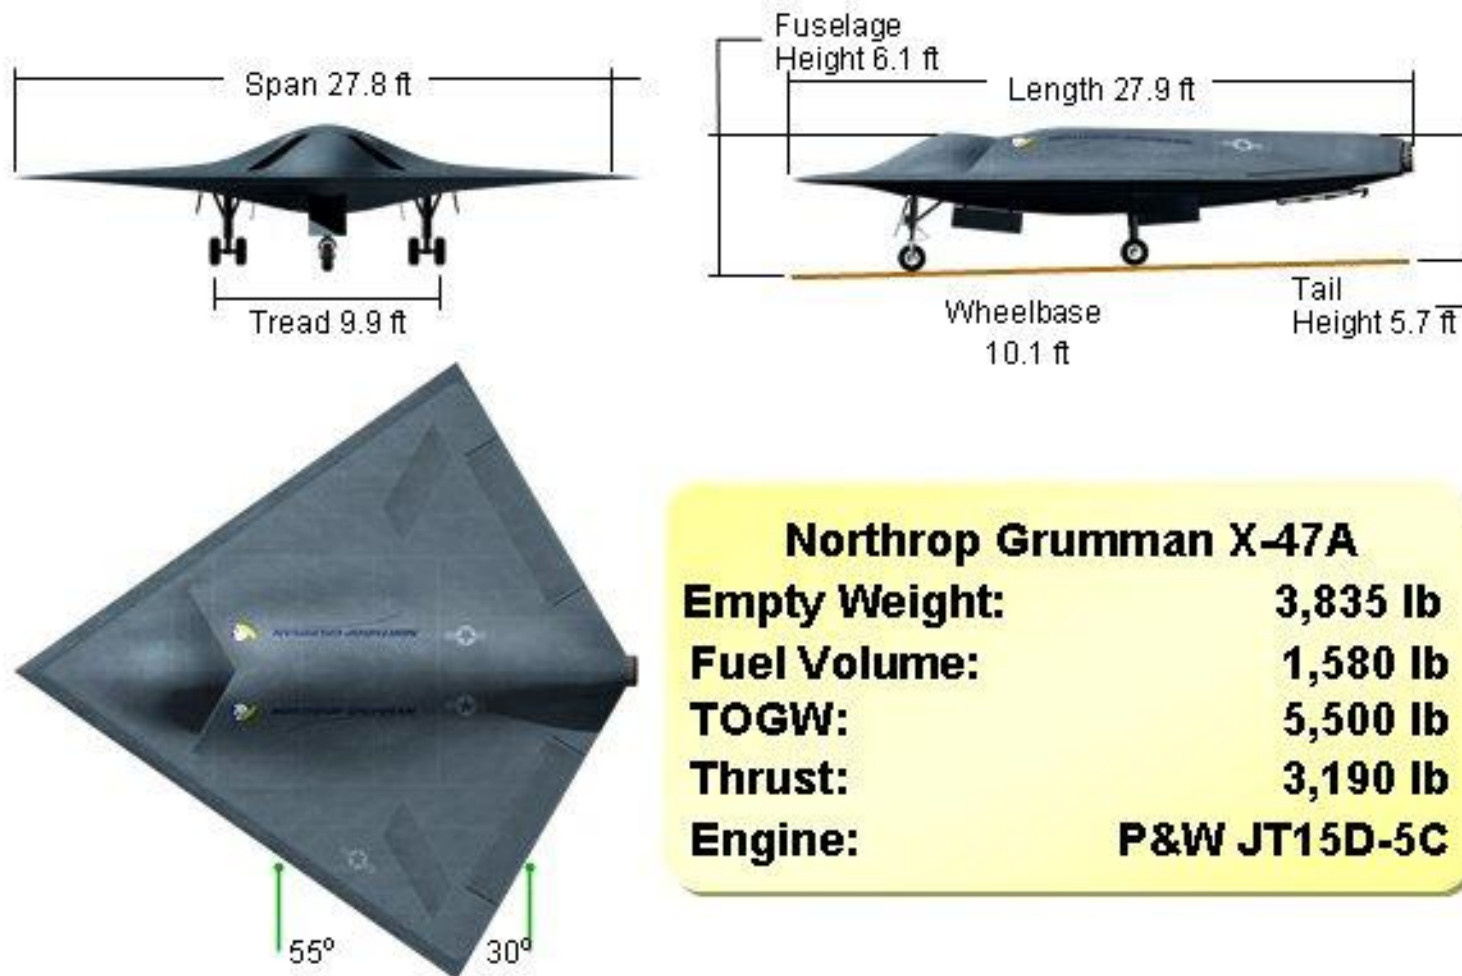 Span 27.8 ft
Tread 9.9 ft
Fuselage
Height 6.1 ft
Length 27.9 ft
Wheelbase
10.1 ft
Tail
Height 5.7 ft
55º
30º
Northrop Grumman X-47A
Empty Weight: 3,835 lb
Fuel Volume: 1,580 lb
TOGW: 5,500 lb
Thrust: 3,190 lb
Engine: P&W JT15D-5C